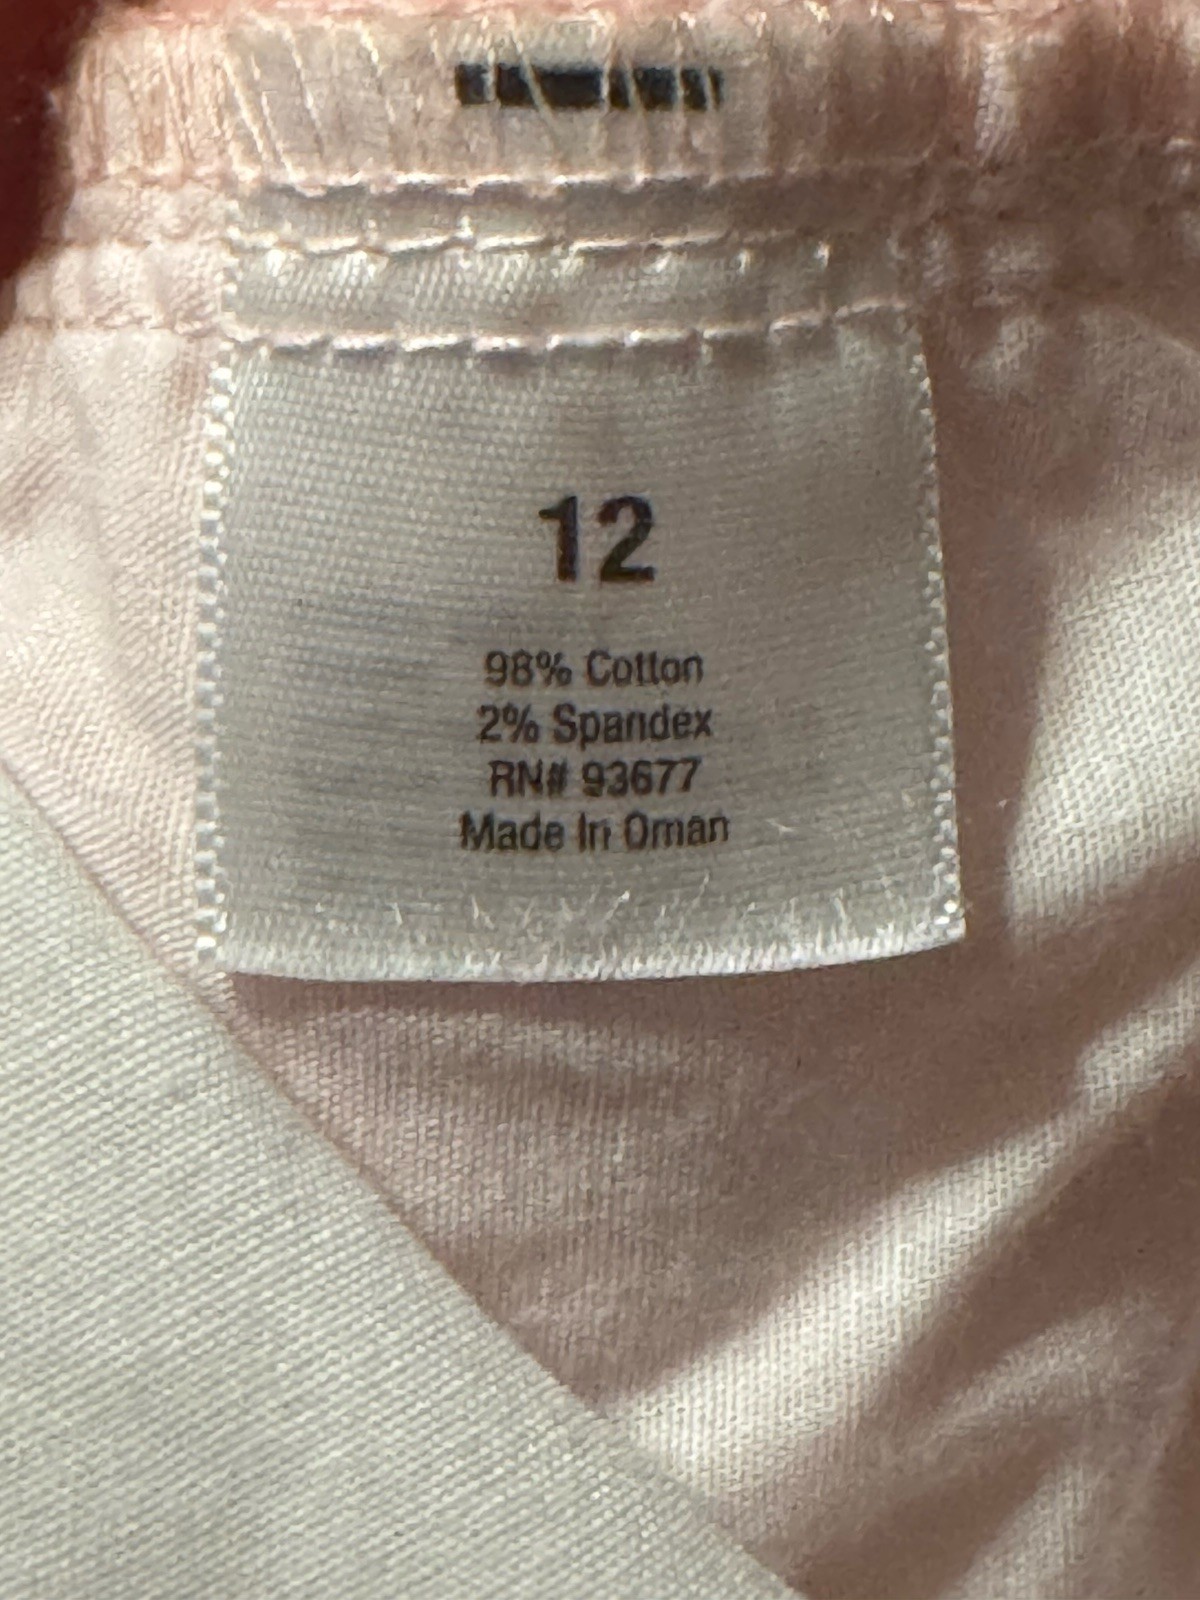 12
98% Cotton
2% Spandex
RN# 93677
Made In Oman